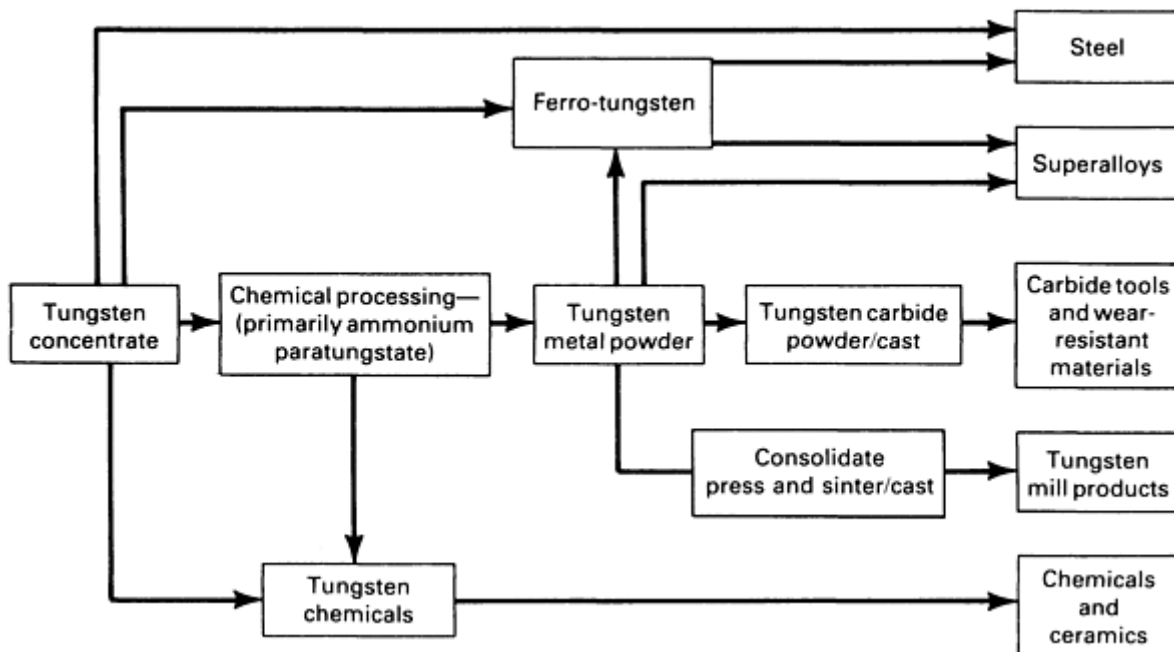 Steel
Ferro-tungsten
Superalloys
Tungsten
concentrate
Chemical processing—
(primarily ammonium
paratungstate)
Tungsten
metal powder
Tungsten carbide
powder/cast
Carbide tools
and wear-
resistant
materials
Consolidate
press and sinter/cast
Tungsten
mill products
Tungsten
chemicals
Chemicals
and
ceramics